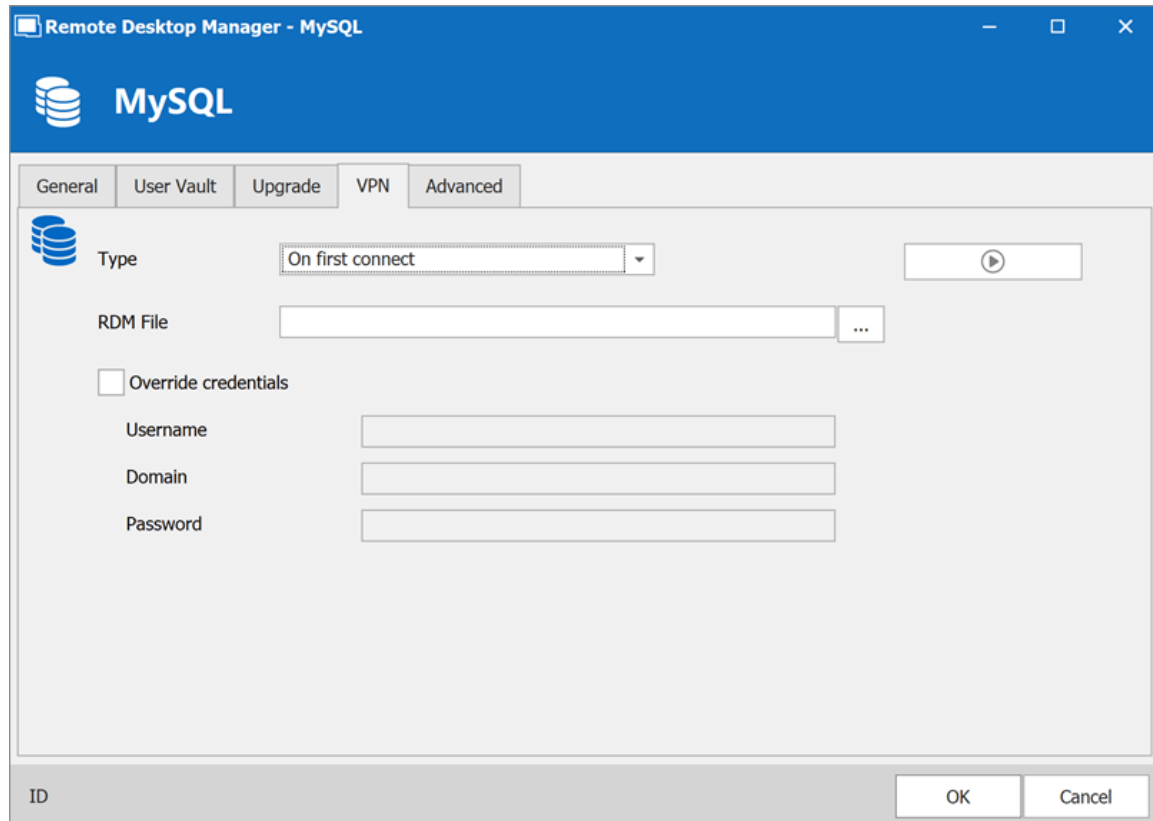 Remote Desktop Manager - MySQL
MySQL
General User Vault Upgrade VPN Advanced
Type On first connect
RDM File ...
Override credentials
Username
Domain
Password
ID OK Cancel